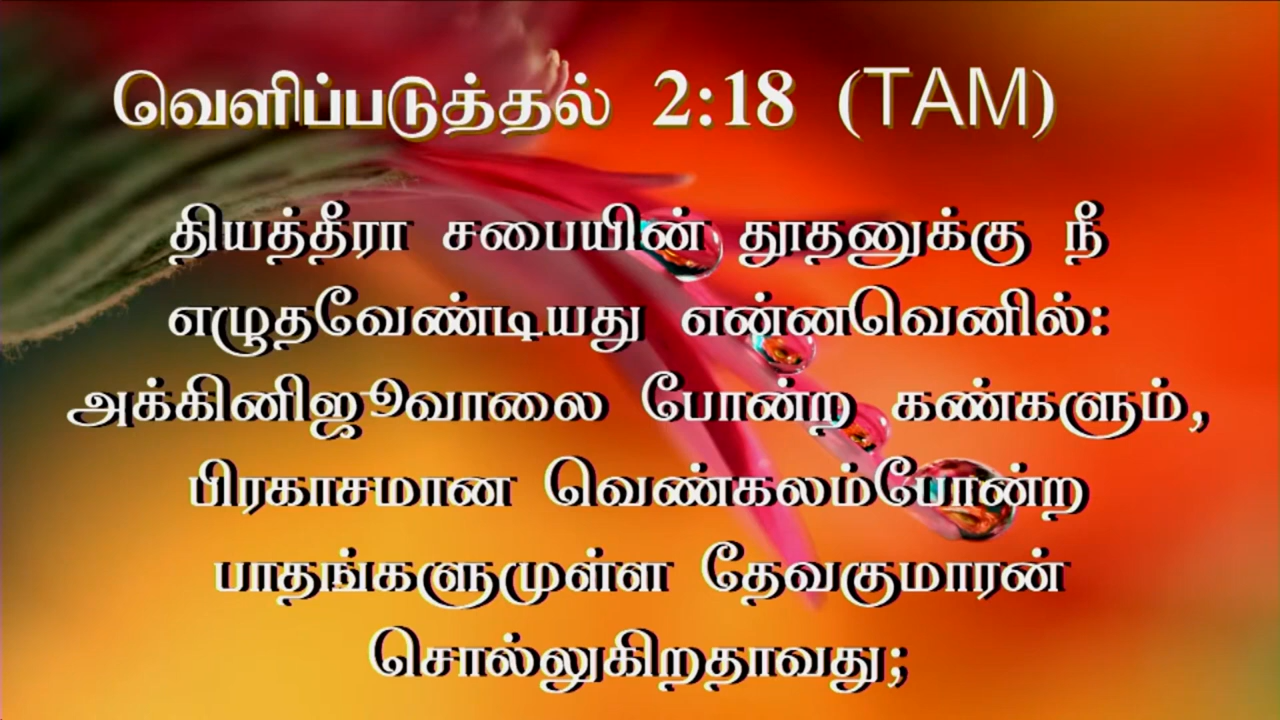 வெளிப்படுத்தல் 2:18 (TAM)
தியத்தீரா சபையின் தூதனுக்கு நீ
எழுதவேண்டியது என்னவெனில்:
அக்கினிஜூவாலை போன்ற கண்களும்,
பிரகாசமான வெண்கலம்போன்ற
பாதங்களுமுள்ள தேவகுமாரன்
சொல்லுகிறதாவது;